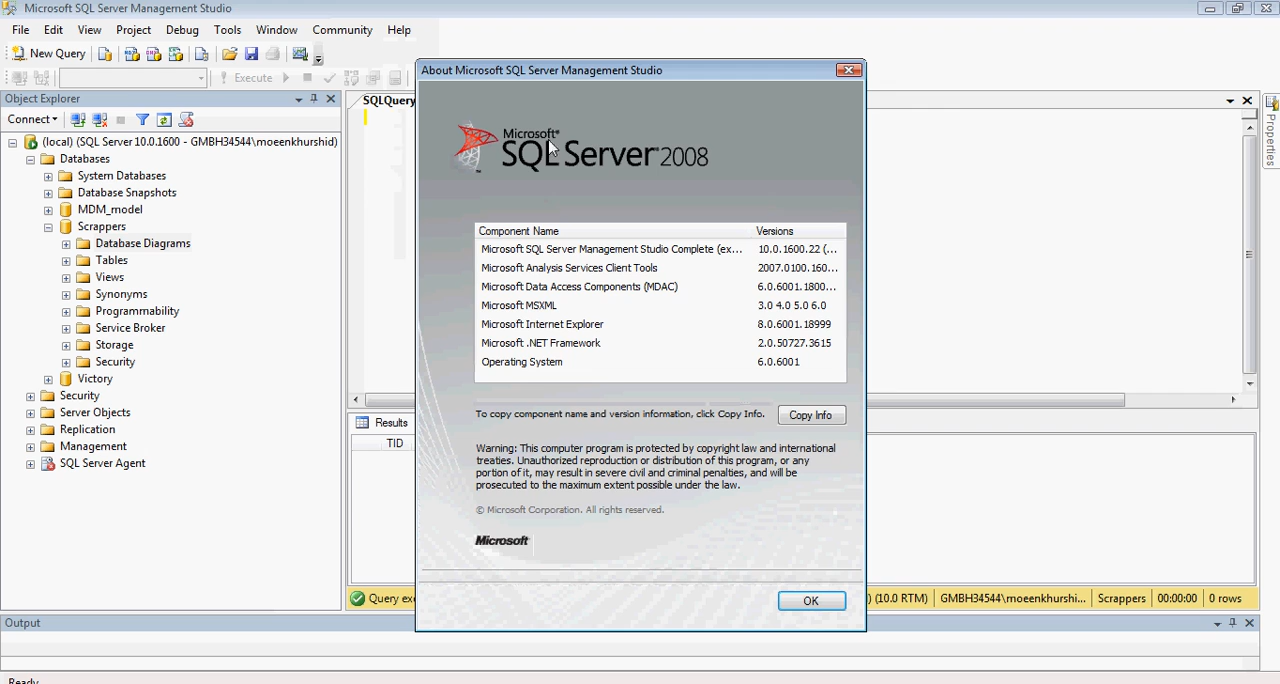 Microsoft SQL Server Management Studio
File Edit View Project Debug Tools Window Community Help
New Query
Execute
Object Explorer
Connect
(local) (SQL Server 10.0.1600 - GMBH34544\moeenkhurshid)
Databases
System Databases
Database Snapshots
MDM_model
Scrappers
Database Diagrams
Tables
Views
Synonyms
Programmability
Service Broker
Storage
Security
Victory
Security
Server Objects
Replication
Management
SQL Server Agent
SQLQuery
About Microsoft SQL Server Management Studio
Microsoft®
SQL Server 2008
Component Name Versions
Microsoft SQL Server Management Studio Complete (ex... 10.0.1600.22 (...
Microsoft Analysis Services Client Tools 2007.0100.160...
Microsoft Data Access Components (MDAC) 6.0.6001.1800...
Microsoft MSXML 3.0 4.0 5.0 6.0
Microsoft Internet Explorer 8.0.6001.18999
Microsoft .NET Framework 2.0.50727.3615
Operating System 6.0.6001
To copy component name and version information, click Copy Info. Copy Info
Warning: This computer program is protected by copyright law and international
treaties. Unauthorized reproduction or distribution of this program, or any
portion of it, may result in severe civil and criminal penalties, and will be
prosecuted to the maximum extent possible under the law.
© Microsoft Corporation. All rights reserved.
Microsoft
OK
Properties
Results
TID
Query exe
) (10.0 RTM) GMBH34544\moeenkhurshi... Scrappers 00:00:00 0 rows
Output
Ready